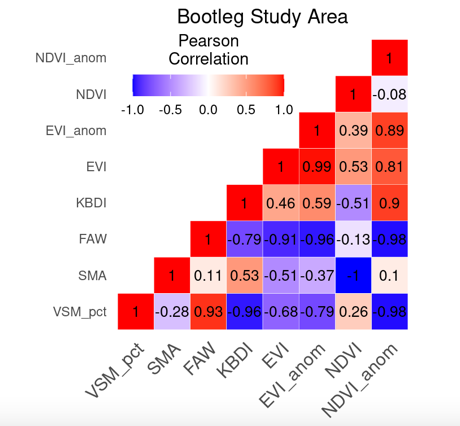 Bootleg Study Area
Pearson
Correlation
-1.0 -0.5 0.0 0.5 1.0
NDVI_anom 1
NDVI 1 -0.08
EVI_anom 1 0.39 0.89
EVI 1 0.99 0.53 0.81
KBDI 1 0.46 0.59 -0.51 0.9
FAW 1 -0.79 -0.91 -0.96 -0.13 -0.98
SMA 1 0.11 0.53 -0.51 -0.37 -1 0.1
VSM_pct 1 -0.28 0.93 -0.96 -0.68 -0.79 0.26 -0.98
VSM_pct SMA FAW KBDI EVI EVI_anom NDVI NDVI_anom